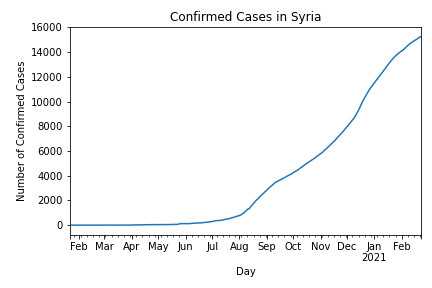 Confirmed Cases in Syria
Number of Confirmed Cases
16000
14000
12000
10000
8000
6000
4000
2000
0
Feb Mar Apr May Jun Jul Aug Sep Oct Nov Dec Jan Feb
2021
Day